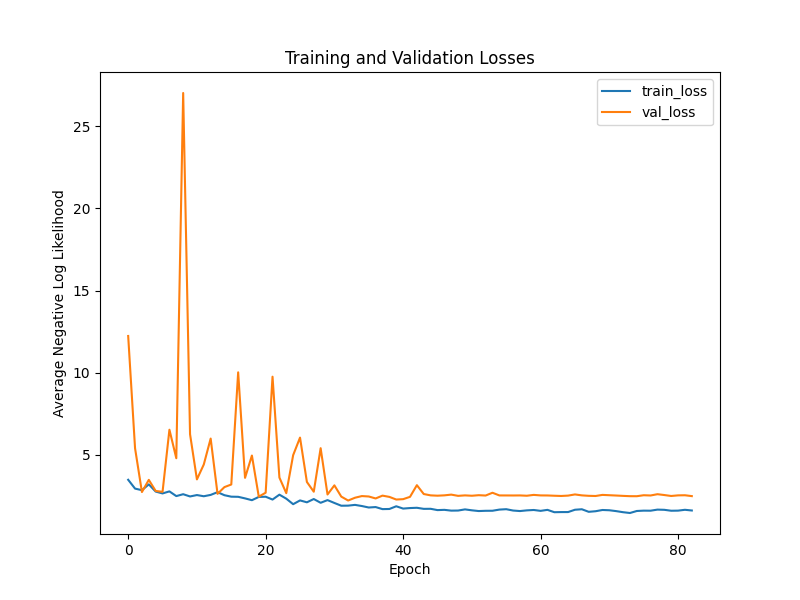 Training and Validation Losses
train_loss
val_loss
25
20
15
10
5
Average Negative Log Likelihood
0 20 40 60 80
Epoch